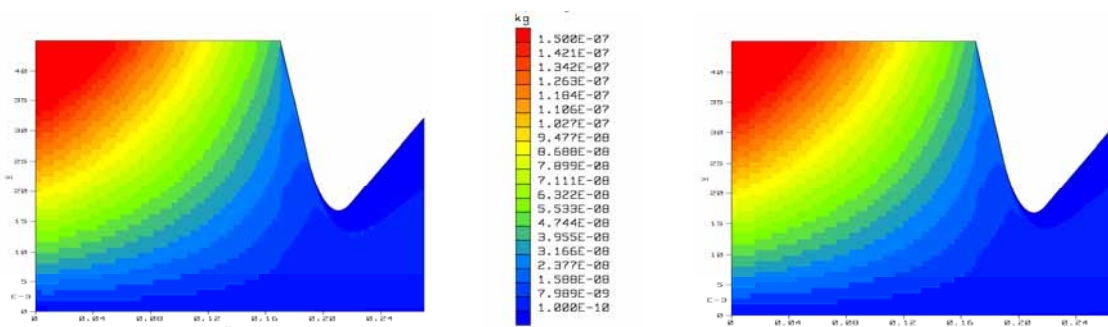 kg
1.500E-07
1.421E-07
1.342E-07
1.263E-07
1.184E-07
1.106E-07
1.027E-07
9.477E-08
8.688E-08
7.899E-08
7.111E-08
6.322E-08
5.533E-08
4.744E-08
3.955E-08
3.166E-08
2.377E-08
1.588E-08
7.989E-09
1.000E-10
40
35
30
25
20
15
10
5
E-3
0
0 0.04 0.08 0.12 0.16 0.20 0.24
40
35
30
25
20
15
10
5
E-3
0
0 0.04 0.08 0.12 0.16 0.20 0.24